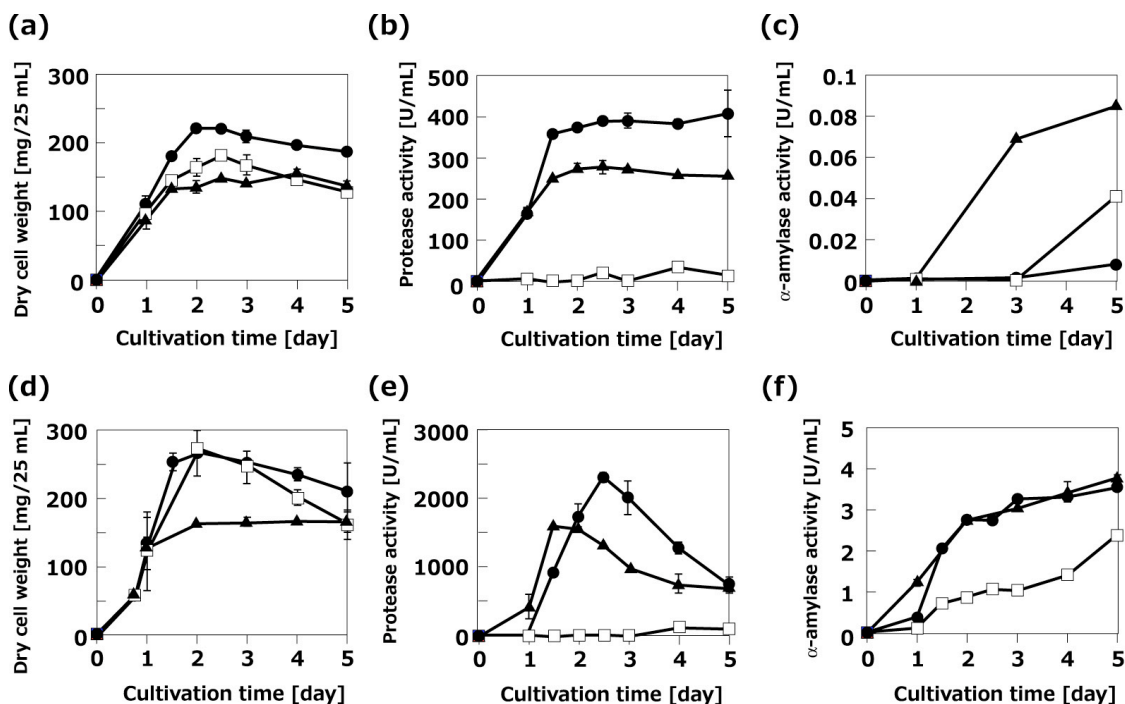 (a)
Dry cell weight [mg/25 mL]
300
200
100
0
0 1 2 3 4 5
Cultivation time [day]
(b)
Protease activity [U/mL]
500
400
300
200
100
0
0 1 2 3 4 5
Cultivation time [day]
(c)
α-amylase activity [U/mL]
0.1
0.08
0.06
0.04
0.02
0
0 1 2 3 4 5
Cultivation time [day]
(d)
Dry cell weight [mg/25 mL]
300
200
100
0
0 1 2 3 4 5
Cultivation time [day]
(e)
Protease activity [U/mL]
3000
2000
1000
0
0 1 2 3 4 5
Cultivation time [day]
(f)
α-amylase activity [U/mL]
5
4
3
2
1
0
0 1 2 3 4 5
Cultivation time [day]